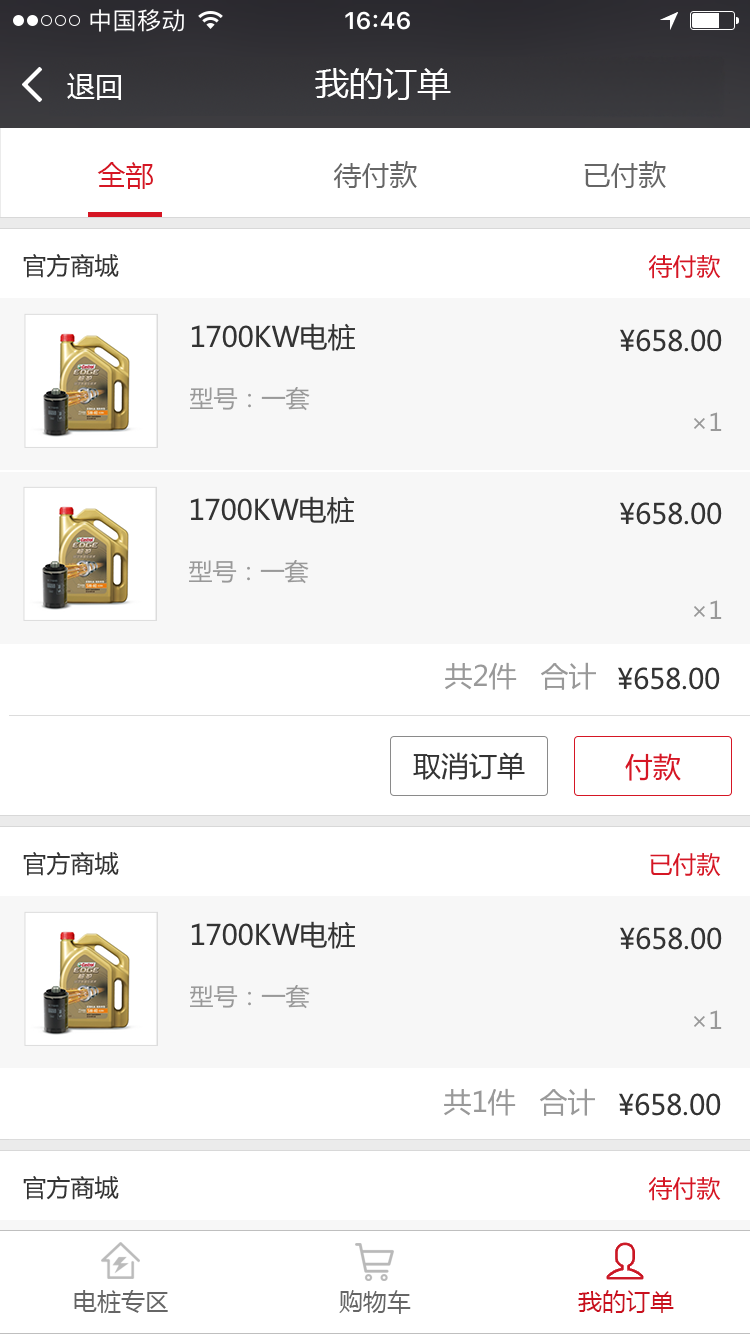 中国移动 16:46
退回 我的订单
全部 待付款 已付款
官方商城 待付款
1700KW电桩 ¥658.00
型号：一套
×1
EDGE
1700KW电桩 ¥658.00
型号：一套
×1
EDGE
共2件 合计 ¥658.00
取消订单 付款
官方商城 已付款
1700KW电桩 ¥658.00
型号：一套
×1
EDGE
共1件 合计 ¥658.00
官方商城 待付款
电桩专区 购物车 我的订单